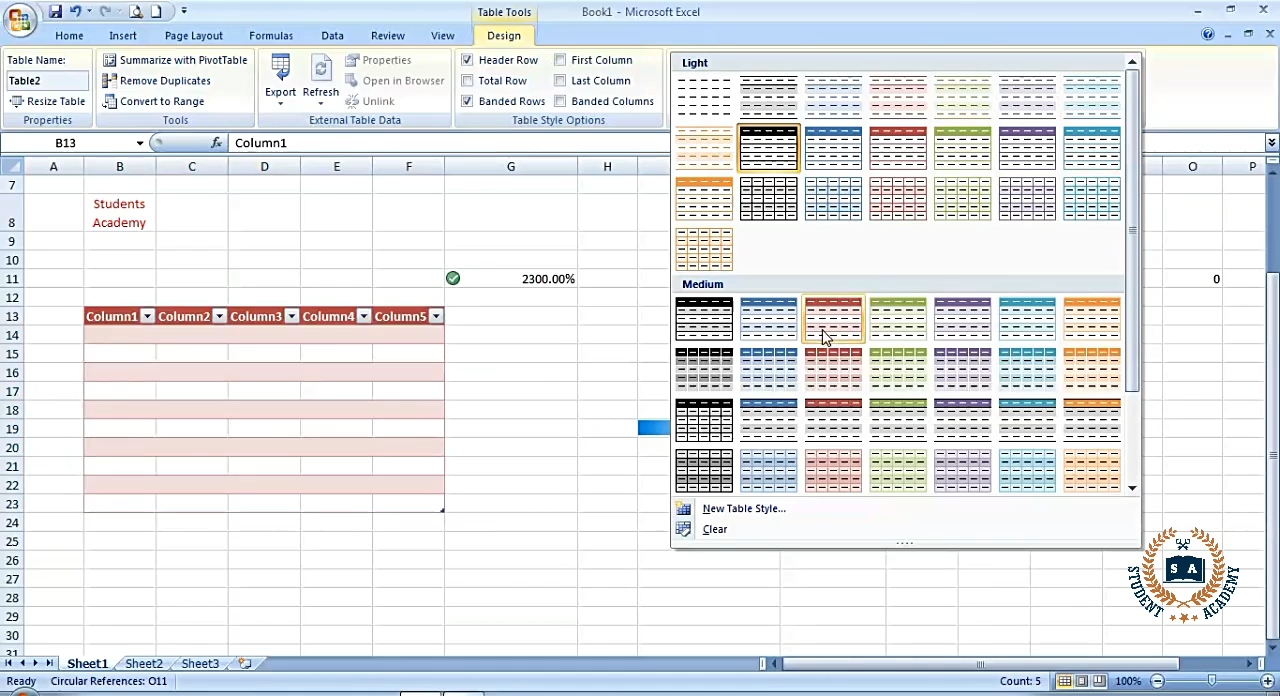 Table Tools
Book1 - Microsoft Excel
Home
Insert
Page Layout
Formulas
Data
Review
View
Design
Table Name:
Table2
Resize Table
Properties
Summarize with PivotTable
Remove Duplicates
Convert to Range
Tools
Export
Refresh
Properties
Open in Browser
Unlink
External Table Data
Header Row
Total Row
Banded Rows
First Column
Last Column
Banded Columns
Table Style Options
B13
fx
Column1
A B C D E F G H O P
7
Students
8 Academy
9
10
11 2300.00% 0
12
13 Column1 Column2 Column3 Column4 Column5
14
15
16
17
18
19
20
21
22
23
24
25
26
27
28
29
30
31
Light
Medium
New Table Style...
Clear
S A
STUDENT ACADEMY
Sheet1 Sheet2 Sheet3
Ready Circular References: O11 Count: 5 100%